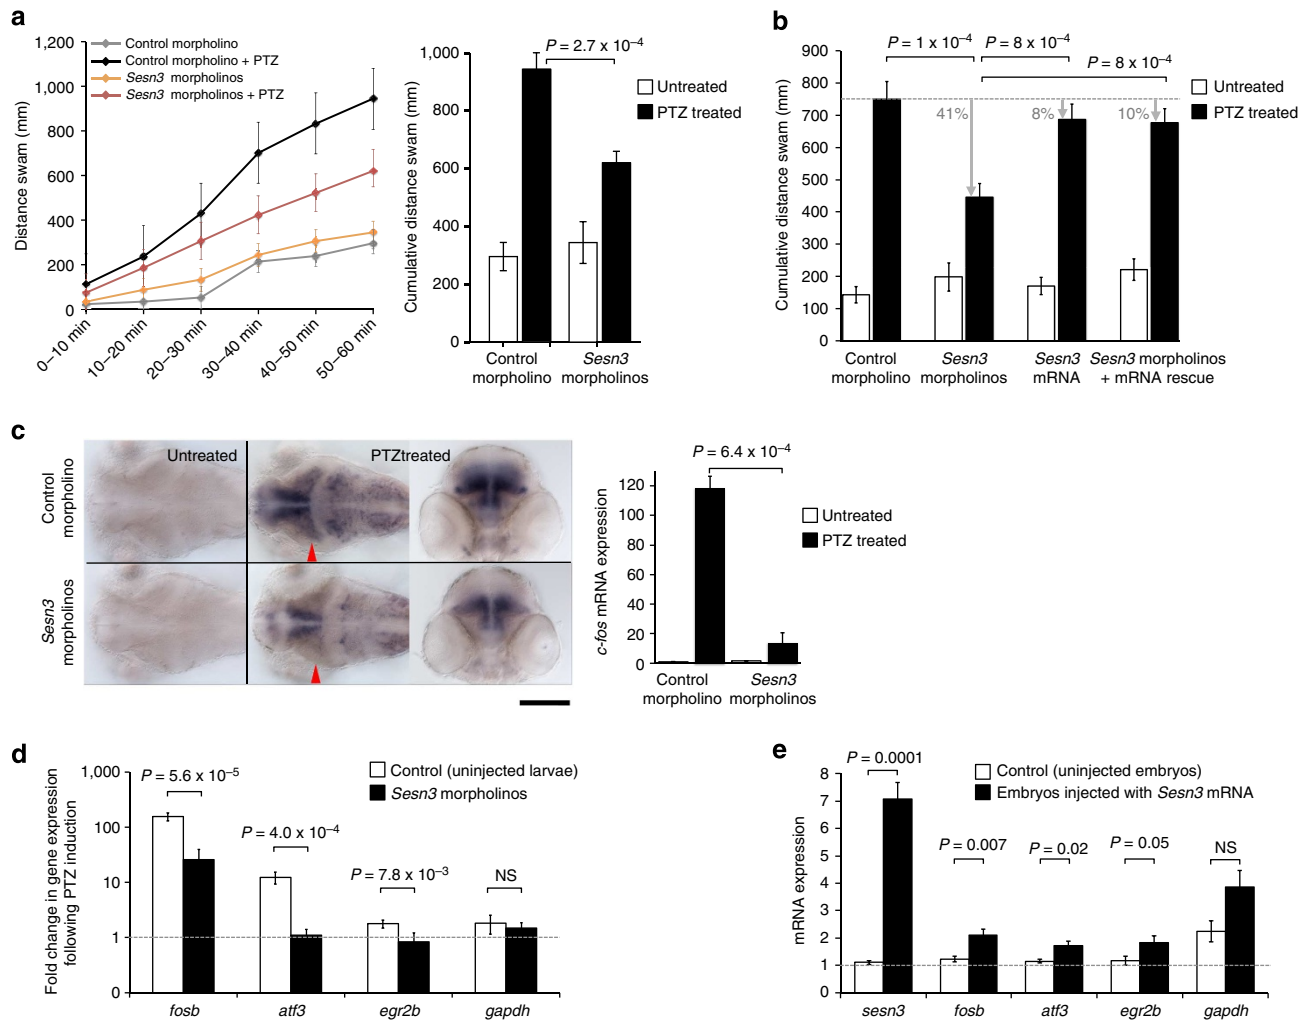 a
Distance swam (mm)
1,200
1,000
800
600
400
200
0
Control morpholino
Control morpholino + PTZ
Sesn3 morpholinos
Sesn3 morpholinos + PTZ
0–10 min
10–20 min
20–30 min
30–40 min
40–50 min
50–60 min
Cumulative distance swam (mm)
1,000
800
600
400
200
0
P = 2.7 x 10–4
Untreated
PTZ treated
Control
morpholino
Sesn3
morpholinos
b
Cumulative distance swam (mm)
900
800
700
600
500
400
300
200
100
0
P = 1 x 10–4
P = 8 x 10–4
P = 8 x 10–4
41%
8%
10%
Untreated
PTZ treated
Control
morpholino
Sesn3
morpholinos
Sesn3
mRNA
Sesn3 morpholinos
+ mRNA rescue
c
Control
morpholino
Sesn3
morpholinos
Untreated
PTZtreated
c-fos mRNA expression
120
100
80
60
40
20
0
P = 6.4 x 10–4
Untreated
PTZ treated
Control
morpholino
Sesn3
morpholinos
d
Fold change in gene expression
following PTZ induction
1,000
100
10
1
0
P = 5.6 x 10–5
P = 4.0 x 10–4
P = 7.8 x 10–3
NS
Control (uninjected larvae)
Sesn3 morpholinos
fosb
atf3
egr2b
gapdh
e
mRNA expression
8
7
6
5
4
3
2
1
0
P = 0.0001
P = 0.007
P = 0.02
P = 0.05
NS
Control (uninjected embryos)
Embryos injected with Sesn3 mRNA
sesn3
fosb
atf3
egr2b
gapdh